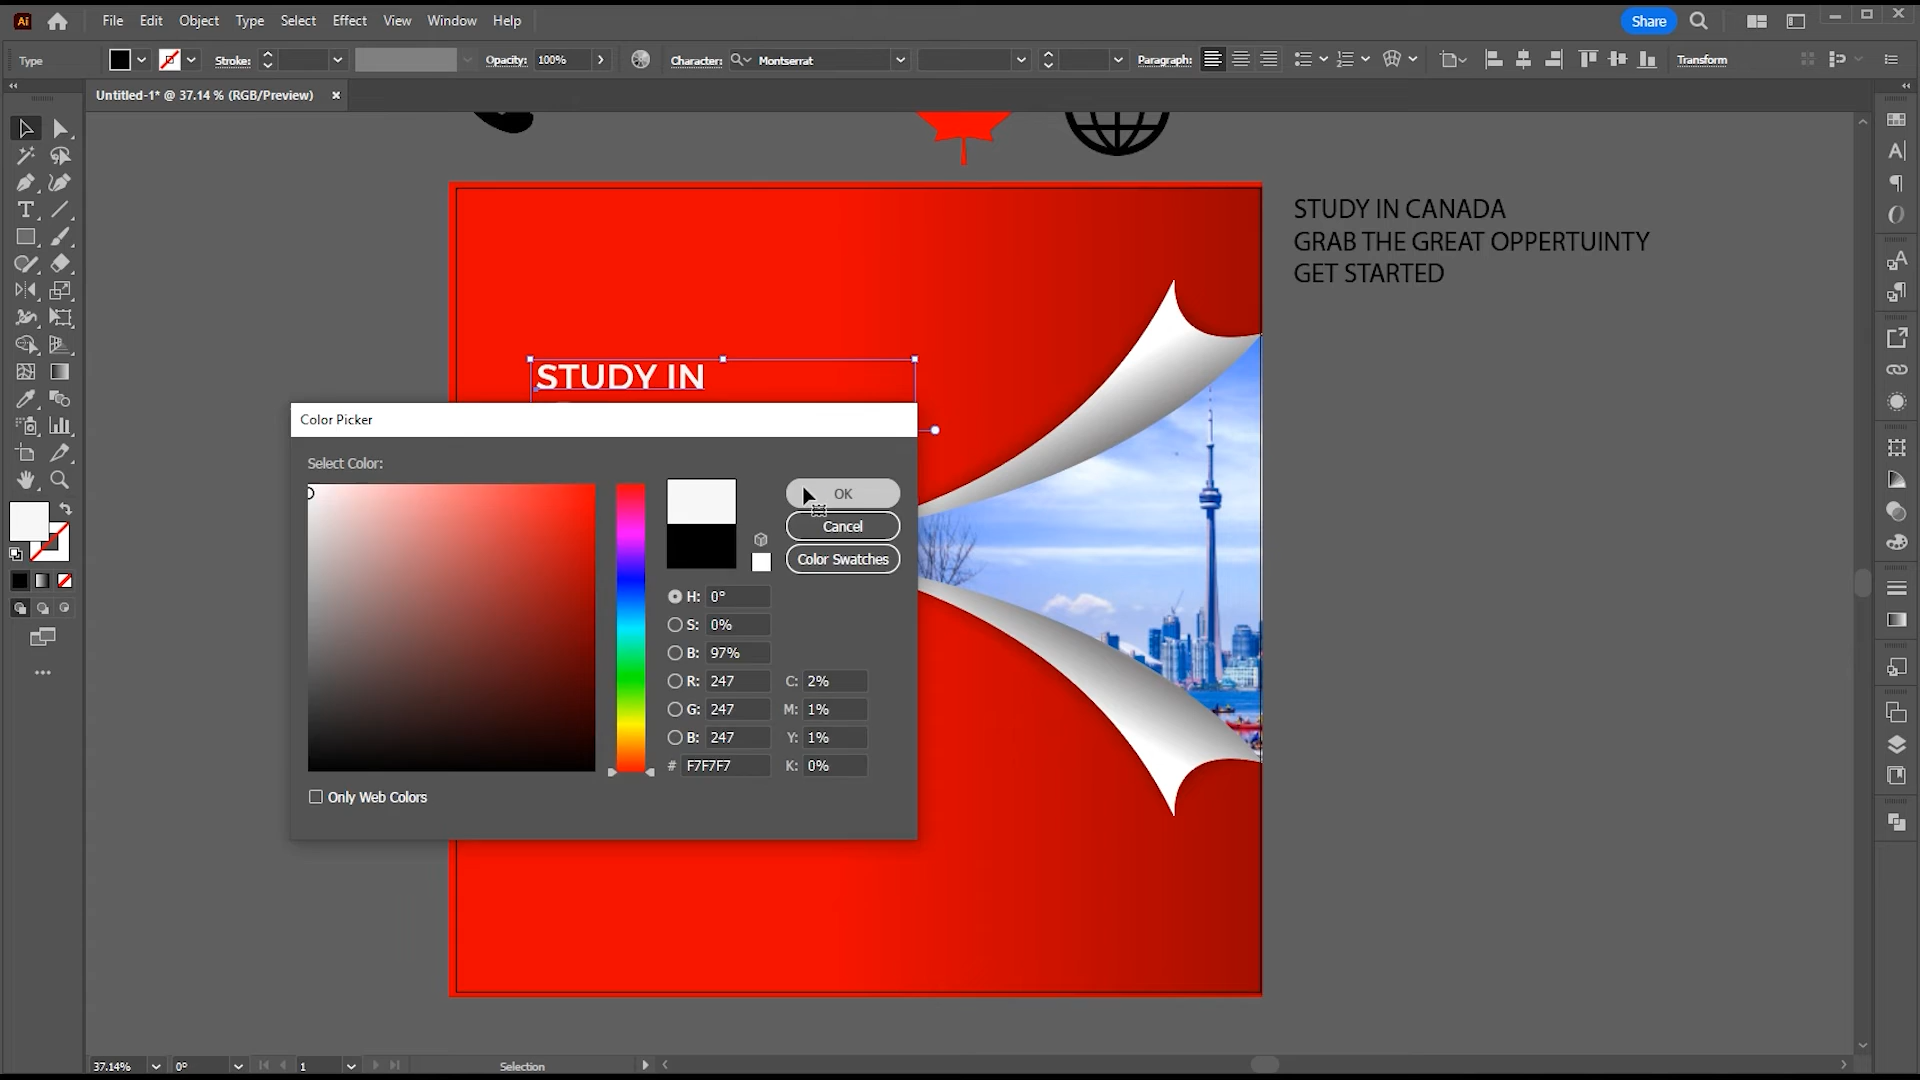 Ai File Edit Object Type Select Effect View Window Help Share
Type Stroke: Opacity: 100% Character: Montserrat Paragraph: Transform
Untitled-1* @ 37.14 % (RGB/Preview) ×
STUDY IN CANADA
GRAB THE GREAT OPPERTUINTY
GET STARTED
STUDY IN
Color Picker
Select Color:
OK
Cancel
Color Swatches
H: 0°
S: 0%
B: 97%
R: 247 C: 2%
G: 247 M: 1%
B: 247 Y: 1%
# F7F7F7 K: 0%
Only Web Colors
37.14% 0° 1 Selection